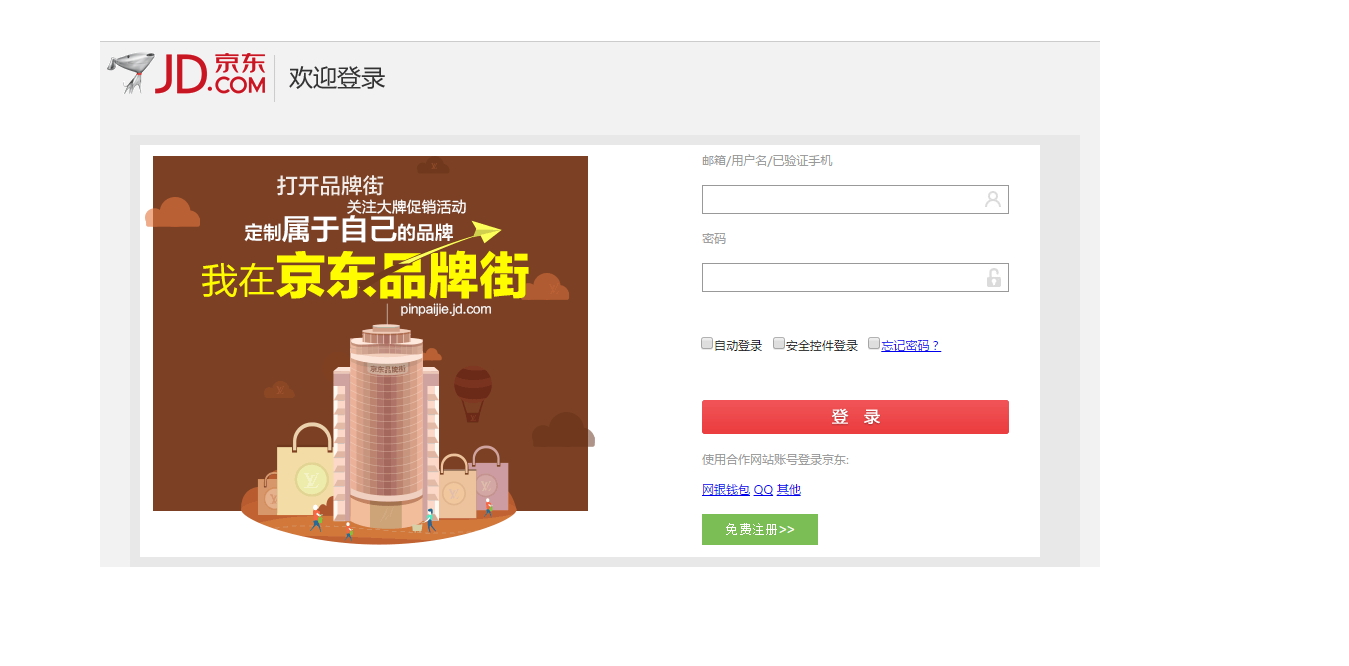 JD.COM 京东
欢迎登录
打开品牌街
关注大牌促销活动
定制属于自己的品牌
我在京东品牌街
pinpaijie.jd.com
京东品牌街
邮箱/用户名/已验证手机
密码
自动登录 安全控件登录 忘记密码？
登 录
使用合作网站账号登录京东:
网银钱包 QQ 其他
免费注册>>